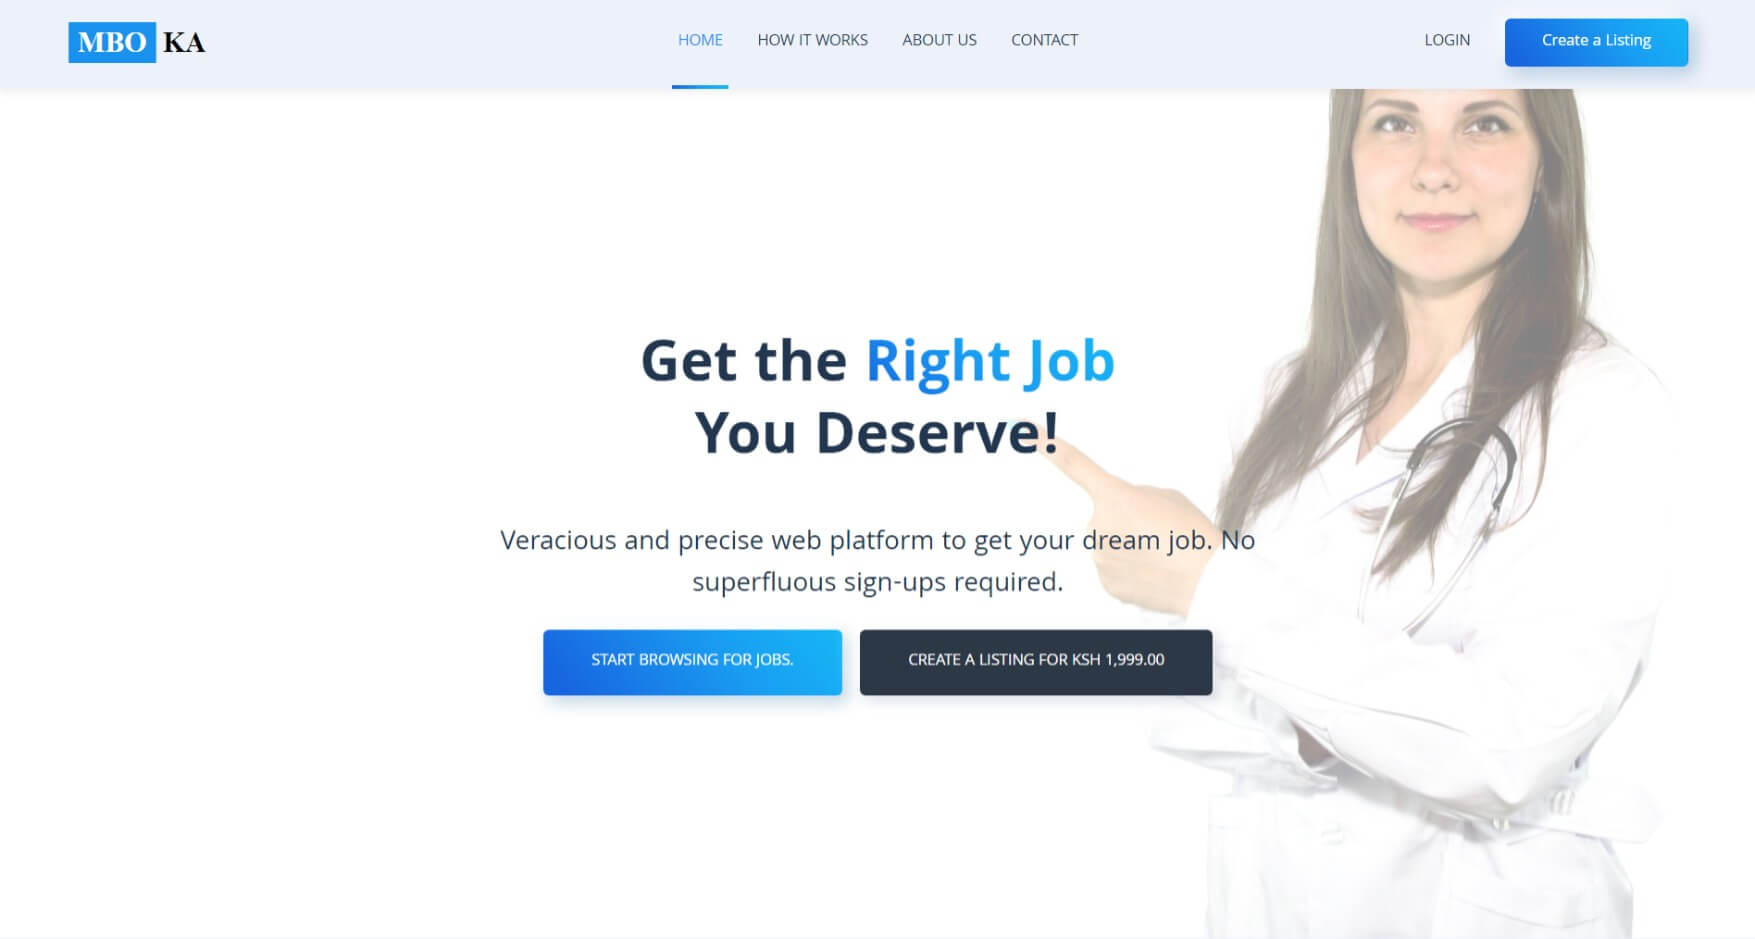 MBO KA
HOME
HOW IT WORKS
ABOUT US
CONTACT
LOGIN
Create a Listing
Get the Right Job
You Deserve!
Veracious and precise web platform to get your dream job. No
superfluous sign-ups required.
START BROWSING FOR JOBS.
CREATE A LISTING FOR KSH 1,999.00